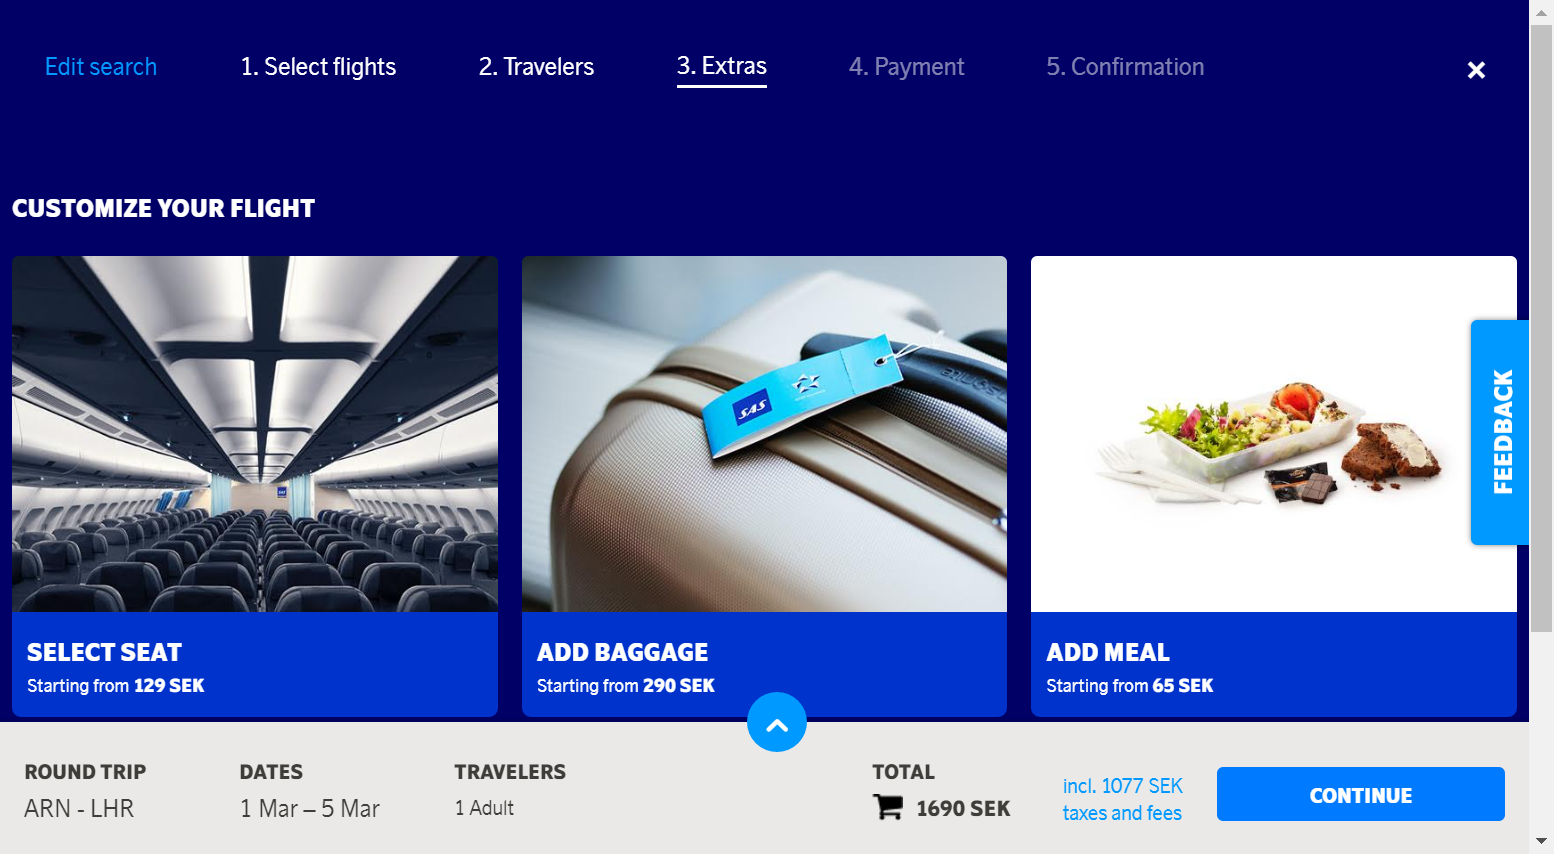 Edit search
1. Select flights
2. Travelers
3. Extras
4. Payment
5. Confirmation
CUSTOMIZE YOUR FLIGHT
SAS
SELECT SEAT
Starting from 129 SEK
ADD BAGGAGE
Starting from 290 SEK
ADD MEAL
Starting from 65 SEK
FEEDBACK
ROUND TRIP
ARN - LHR
DATES
1 Mar – 5 Mar
TRAVELERS
1 Adult
TOTAL
1690 SEK
incl. 1077 SEK
taxes and fees
CONTINUE